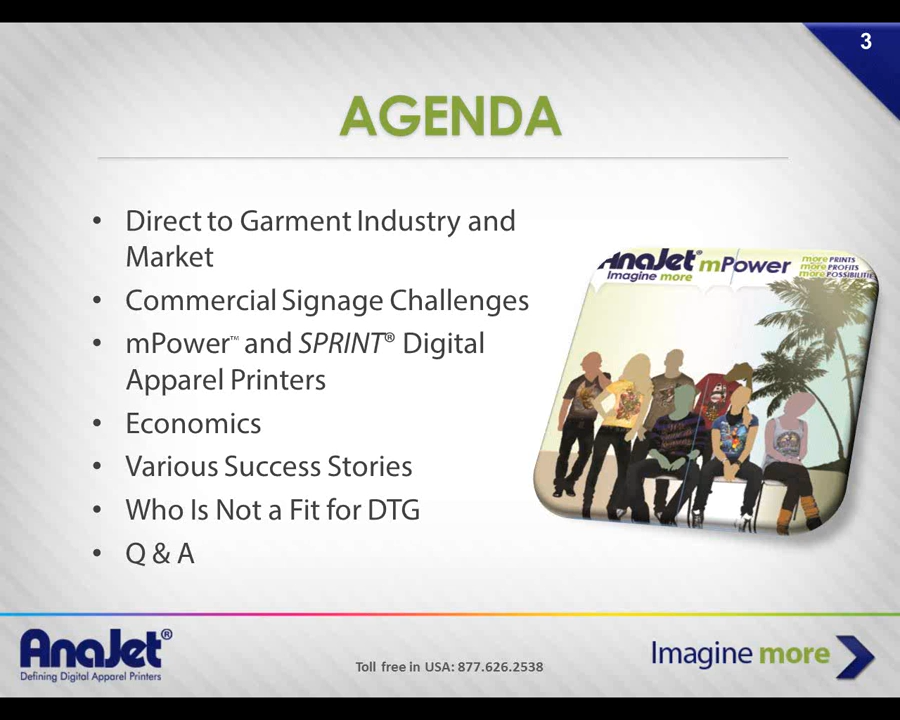 3
AGENDA
• Direct to Garment Industry and
Market
• Commercial Signage Challenges
• mPower™ and SPRINT® Digital
Apparel Printers
• Economics
• Various Success Stories
• Who Is Not a Fit for DTG
• Q & A
AnaJet® mPower
Imagine more
more PRINTS
more PROFITS
more POSSIBILITIE
AnaJet®
Defining Digital Apparel Printers
Toll free in USA: 877.626.2538
Imagine more